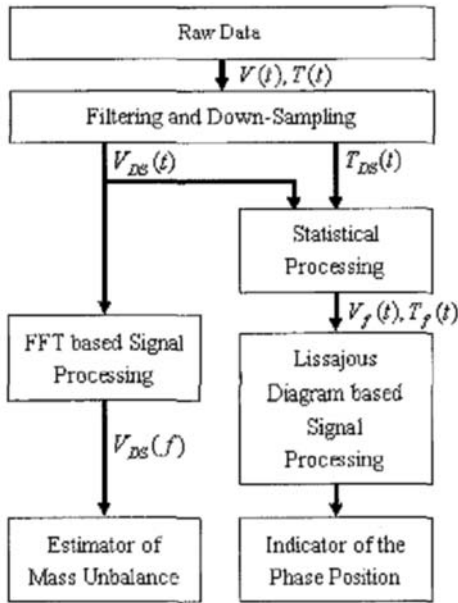 Raw Data
V(t), T(t)
Filtering and Down-Sampling
V_DS(t)
T_DS(t)
Statistical
Processing
V_f(t), T_f(t)
FFT based Signal
Processing
Lissajous
Diagram based
Signal
Processing
V_DS(f)
Estimator of
Mass Unbalance
Indicator of the
Phase Position